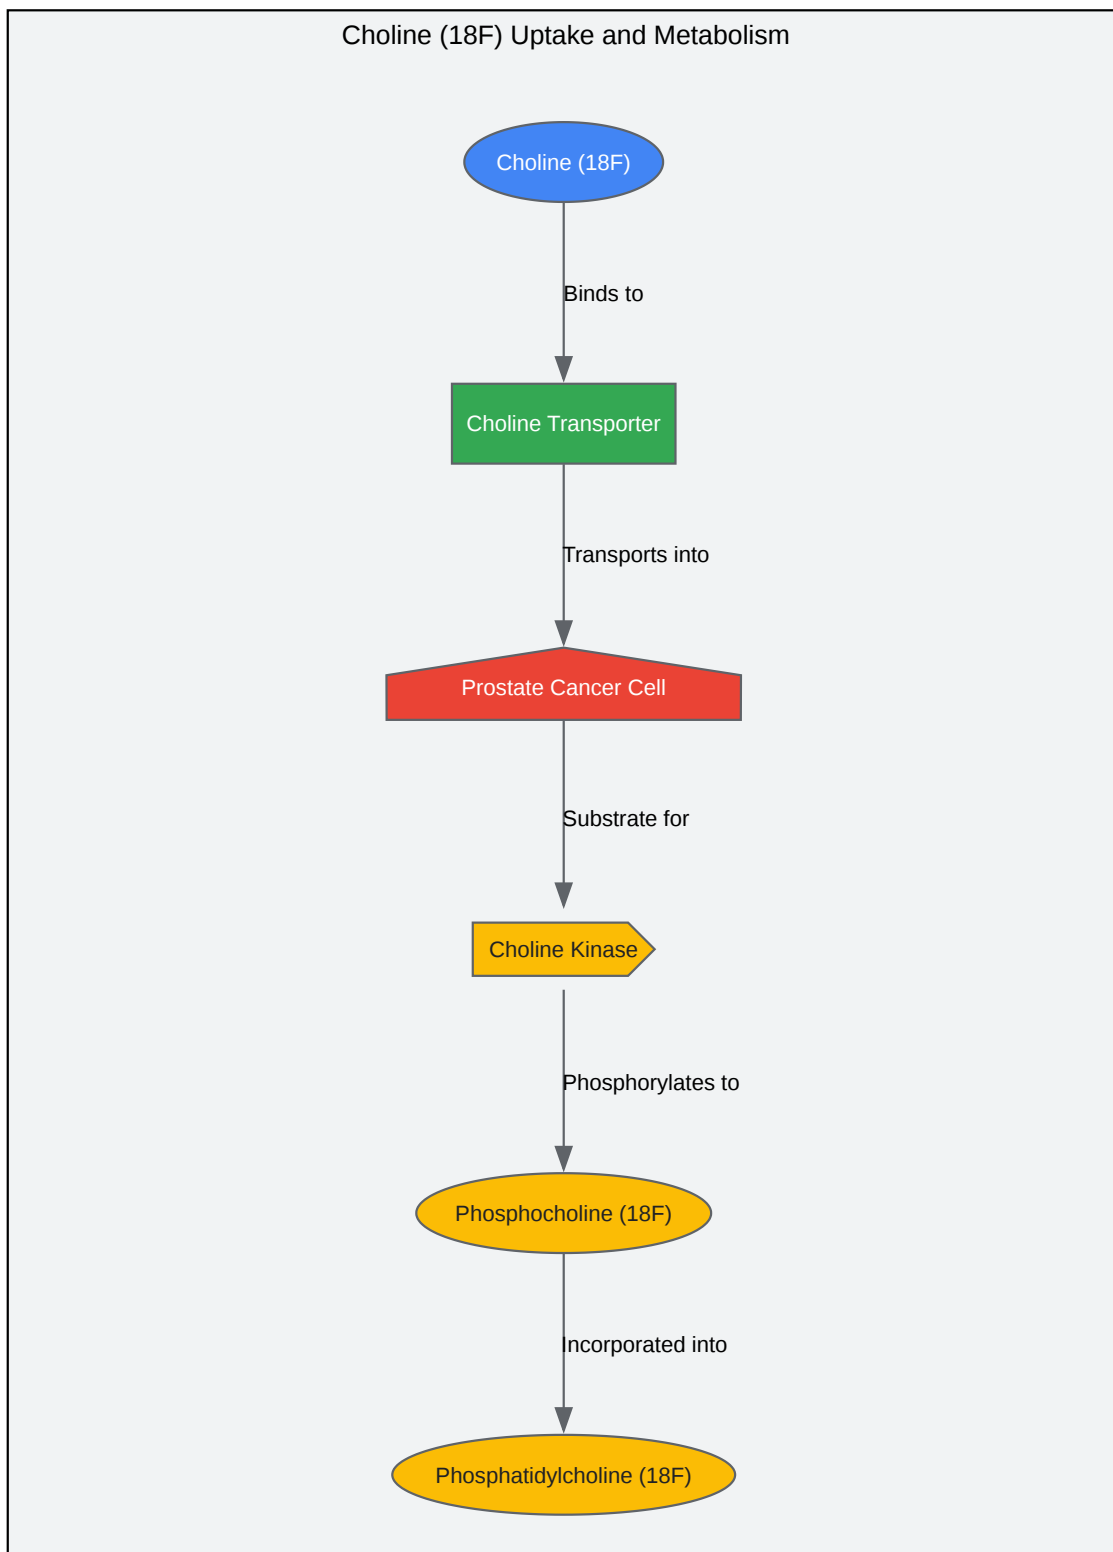 Choline (18F) Uptake and Metabolism
Choline (18F)
Binds to
Choline Transporter
Transports into
Prostate Cancer Cell
Substrate for
Choline Kinase
Phosphorylates to
Phosphocholine (18F)
Incorporated into
Phosphatidylcholine (18F)